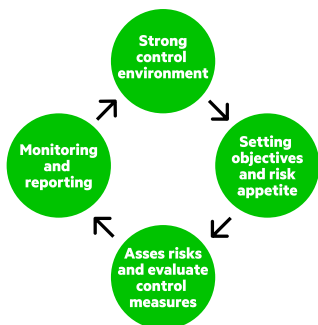 Strong
control
environment
Setting
objectives
and risk
appetite
Asses risks
and evaluate
control
measures
Monitoring
and
reporting